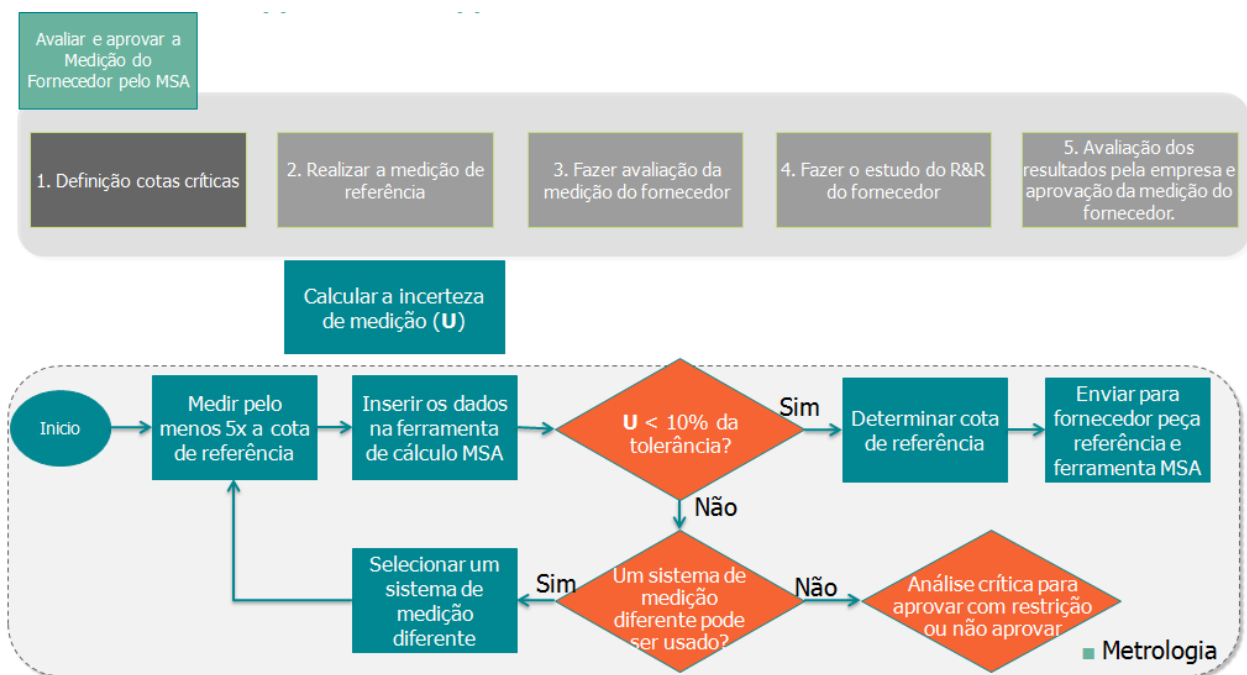 Avaliar e aprovar a
Medição do
Fornecedor pelo MSA
1. Definição cotas críticas
2. Realizar a medição de
referência
3. Fazer avaliação da
medição do fornecedor
4. Fazer o estudo do R&R
do fornecedor
5. Avaliação dos
resultados pela empresa e
aprovação da medição do
fornecedor.
Calcular a incerteza
de medição (U)
Inicio
Medir pelo
menos 5x a cota
de referência
Inserir os dados
na ferramenta
de cálculo MSA
U < 10% da
tolerância?
Sim
Determinar cota
de referência
Enviar para
fornecedor peça
referência e
ferramenta MSA
Não
Selecionar um
sistema de
medição
diferente
Sim
Um sistema de
medição
diferente pode
ser usado?
Não
Análise crítica para
aprovar com restrição
ou não aprovar
Metrologia